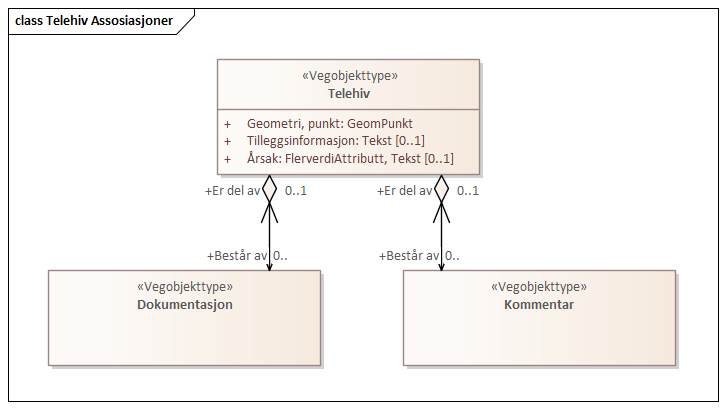 class Telehiv Assosiasjoner
«Vegobjekttype»
Telehiv
+ Geometri, punkt: GeomPunkt
+ Tilleggsinformasjon: Tekst [0..1]
+ Årsak: FlerverdiAttributt, Tekst [0..1]
+Er del av 0..1 +Er del av 0..1
+Består av 0.. +Består av 0..
«Vegobjekttype» «Vegobjekttype»
Dokumentasjon Kommentar